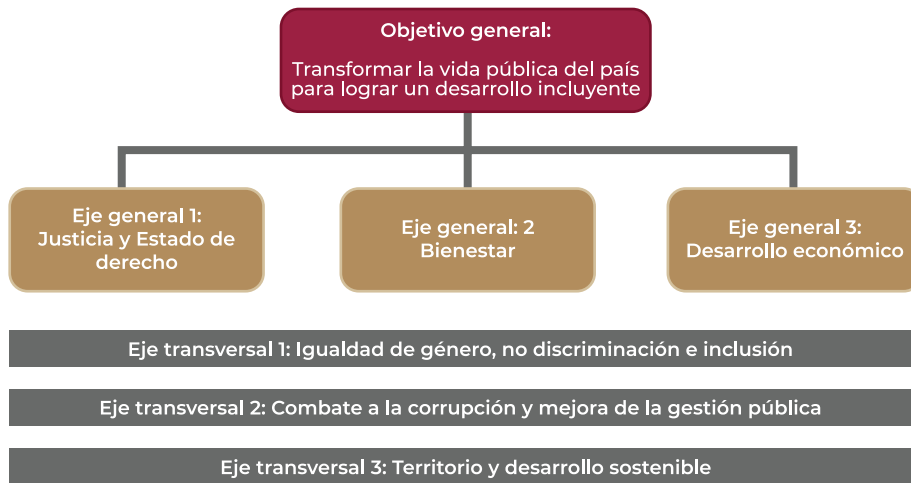 Objetivo general:
Transformar la vida pública del país
para lograr un desarrollo incluyente
Eje general 1:
Justicia y Estado de
derecho
Eje general: 2
Bienestar
Eje general 3:
Desarrollo económico
Eje transversal 1: Igualdad de género, no discriminación e inclusión
Eje transversal 2: Combate a la corrupción y mejora de la gestión pública
Eje transversal 3: Territorio y desarrollo sostenible